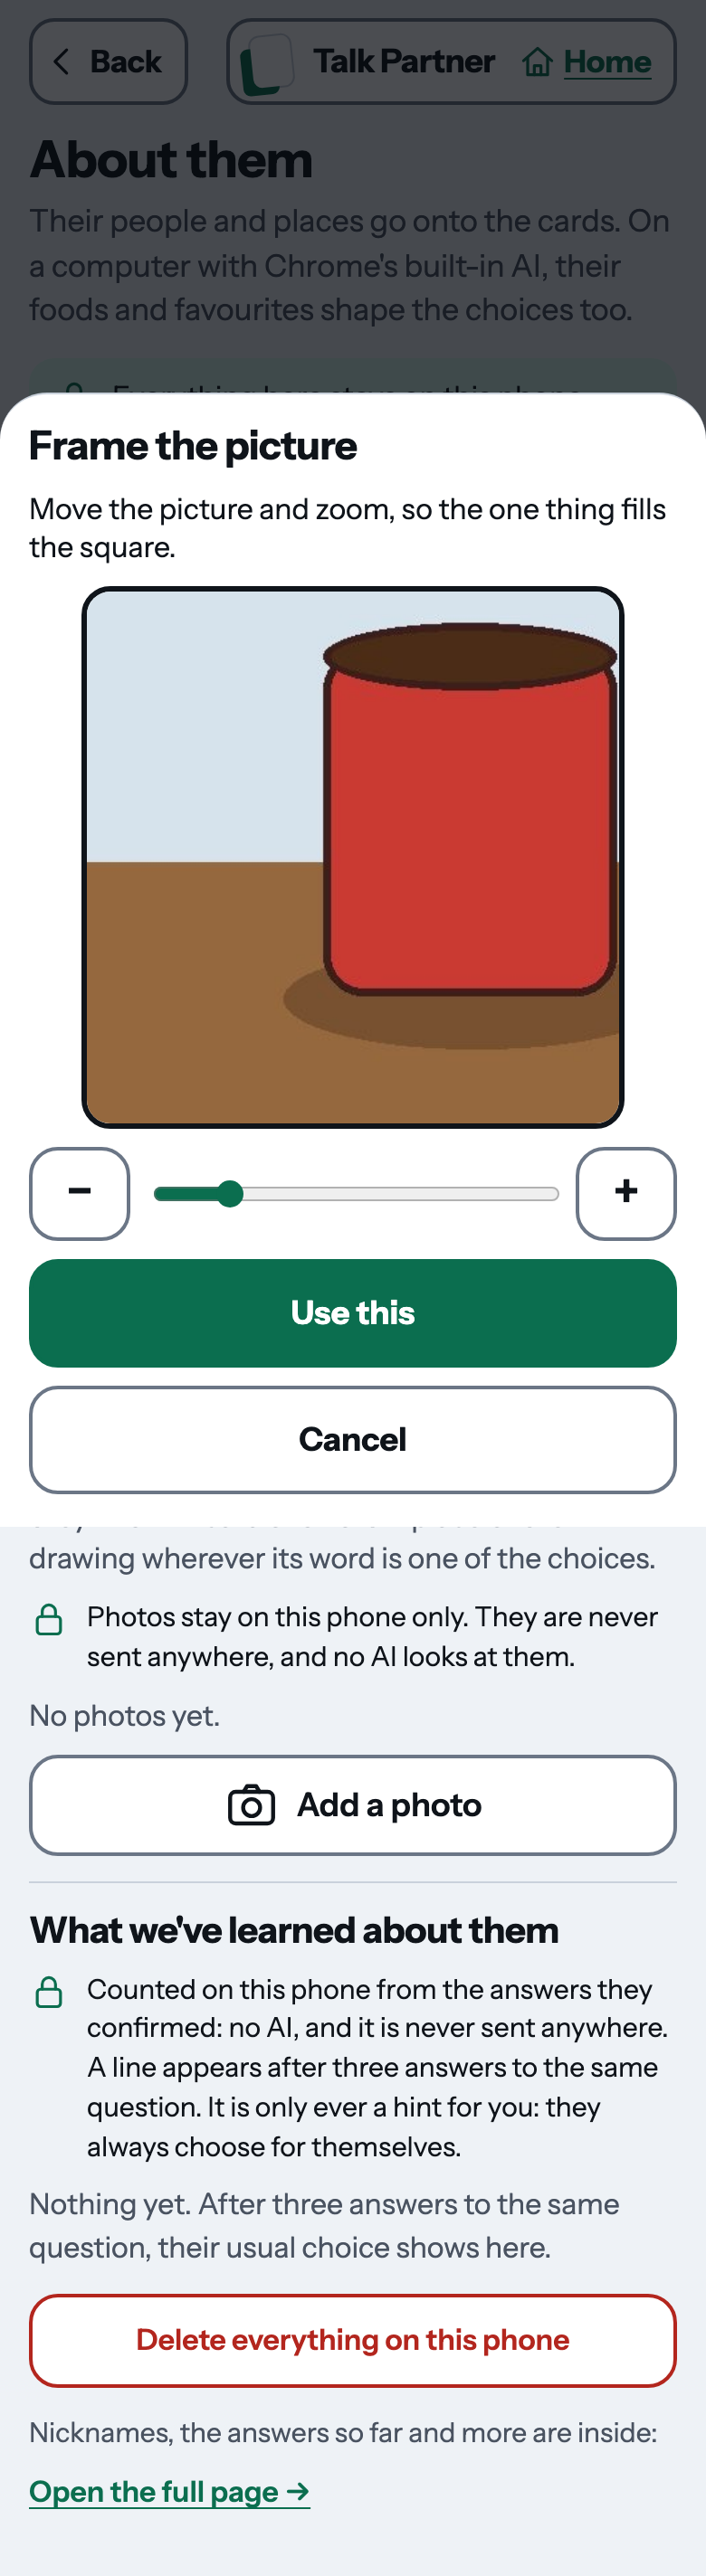 Back
Talk Partner
Home
About them
Their people and places go onto the cards. On
a computer with Chrome's built-in AI, their
foods and favourites shape the choices too.
Everything here stays on this phone
Frame the picture
Move the picture and zoom, so the one thing fills
the square.
−
+
Use this
Cancel
drawing wherever its word is one of the choices.
Photos stay on this phone only. They are never
sent anywhere, and no AI looks at them.
No photos yet.
Add a photo
What we've learned about them
Counted on this phone from the answers they
confirmed: no AI, and it is never sent anywhere.
A line appears after three answers to the same
question. It is only ever a hint for you: they
always choose for themselves.
Nothing yet. After three answers to the same
question, their usual choice shows here.
Delete everything on this phone
Nicknames, the answers so far and more are inside:
Open the full page →